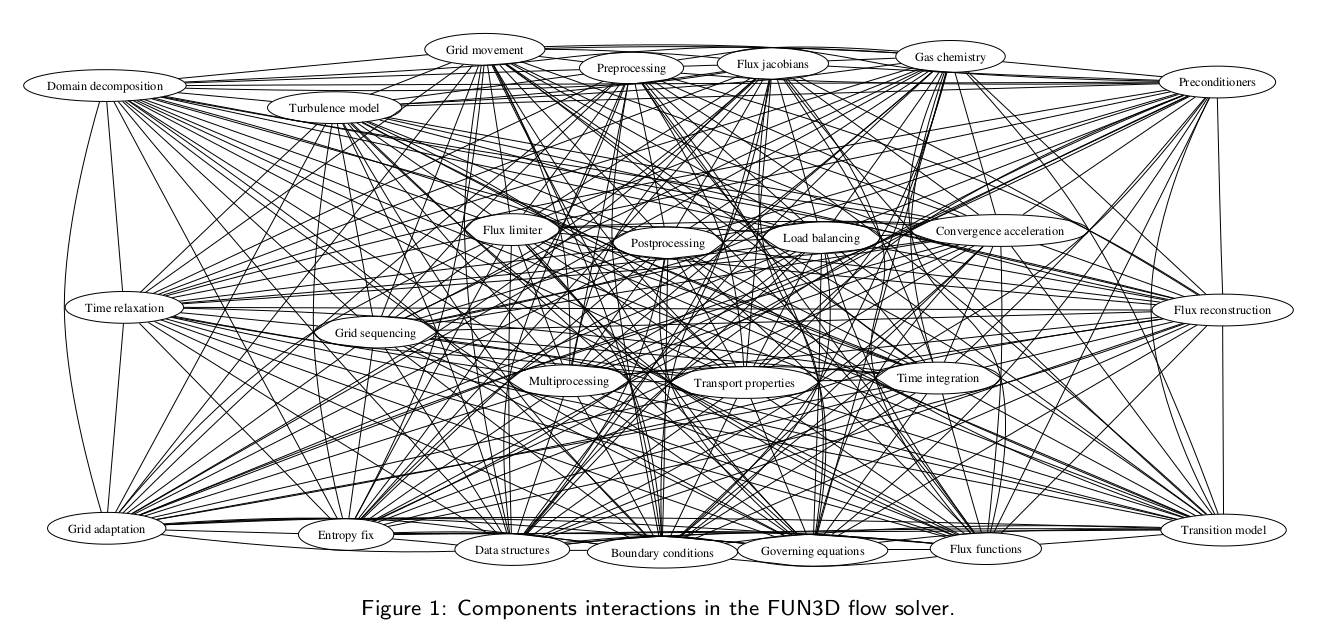 Grid movement
Preprocessing
Flux jacobians
Gas chemistry
Domain decomposition
Turbulence model
Preconditioners
Flux limiter
Postprocessing
Load balancing
Convergence acceleration
Time relaxation
Grid sequencing
Flux reconstruction
Multiprocessing
Transport properties
Time integration
Grid adaptation
Entropy fix
Data structures
Boundary conditions
Governing equations
Flux functions
Transition model
Figure 1: Components interactions in the FUN3D flow solver.